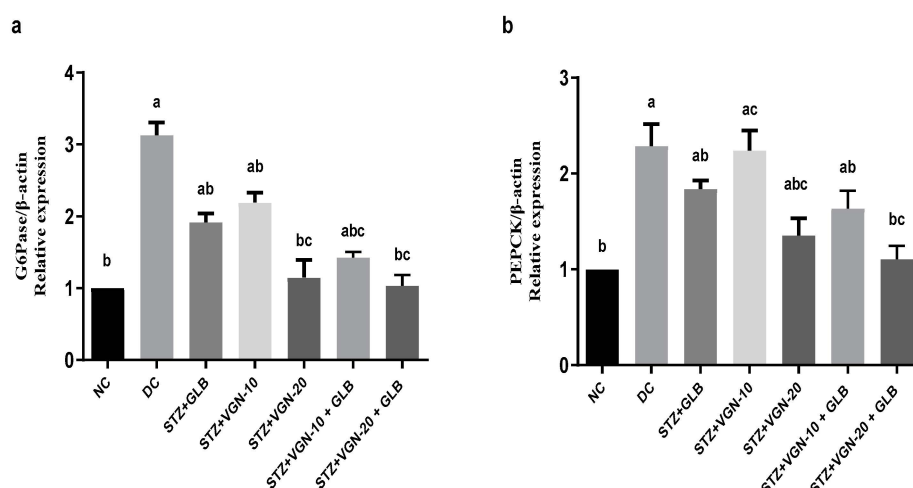 a
G6Pase/β-actin
Relative expression
4
3
2
1
0
b
a
ab
ab
bc
abc
bc
NC
DC
STZ+GLB
STZ+VGN-10
STZ+VGN-20
STZ+VGN-10 + GLB
STZ+VGN-20 + GLB
b
PEPCK/β-actin
Relative expression
3
2
1
0
b
a
ab
ac
abc
ab
bc
NC
DC
STZ+GLB
STZ+VGN-10
STZ+VGN-20
STZ+VGN-10 + GLB
STZ+VGN-20 + GLB